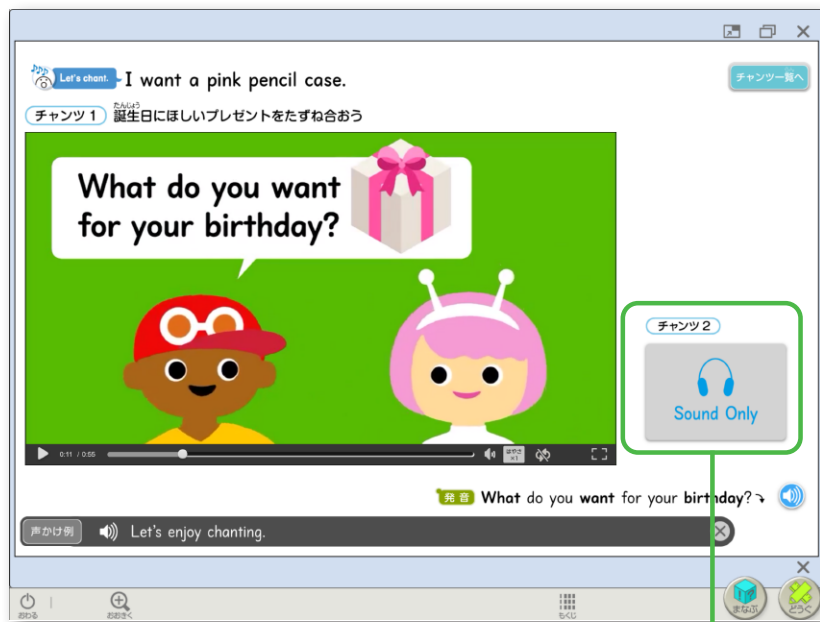 Let's chant. I want a pink pencil case.
チャンツ一覧へ
チャンツ 1 誕生日にほしいプレゼントをたずね合おう
たんじょう
What do you want
for your birthday?
チャンツ 2
Sound Only
0:11 / 0:55
はやさ
×1
発音 What do you want for your birthday?
声かけ例 Let's enjoy chanting.
おわる
おおきく
もくじ
まなぶ
どうぐ